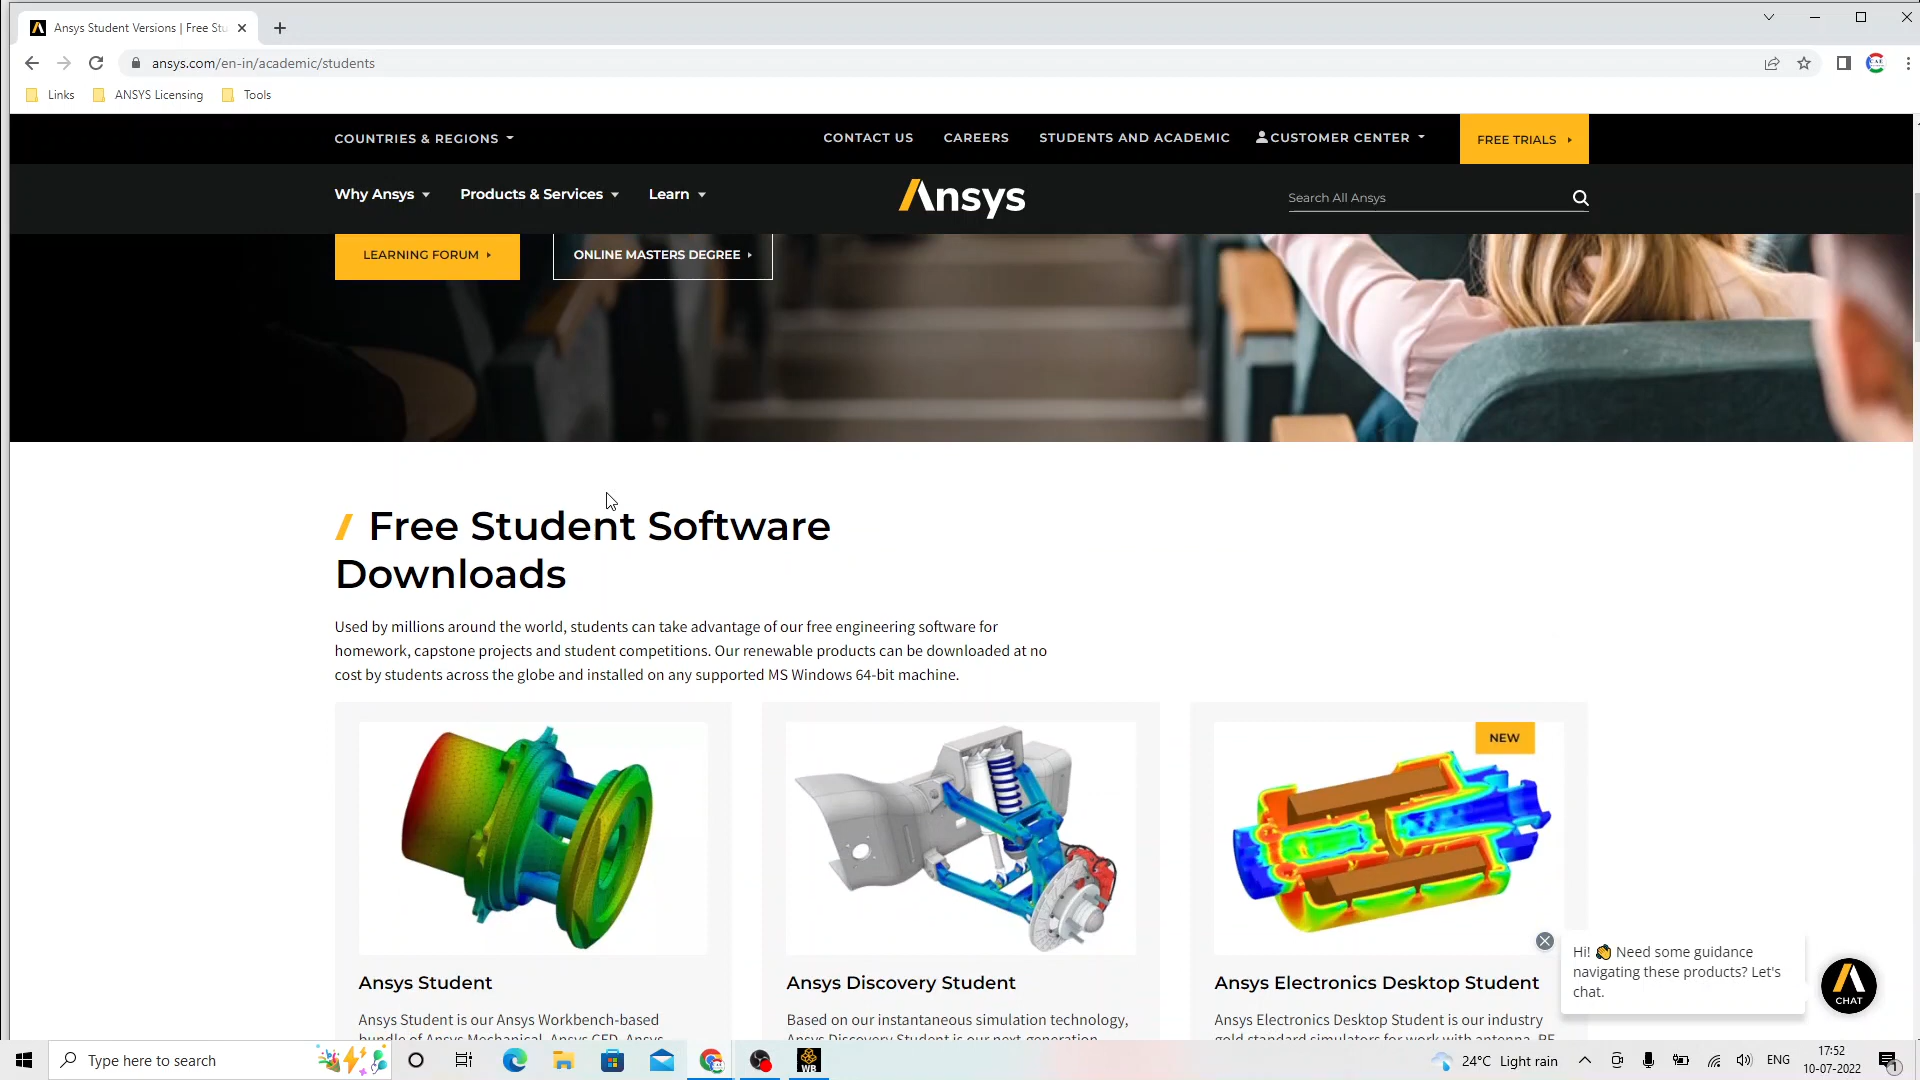 Ansys Student Versions | Free Stu
ansys.com/en-in/academic/students
Links
ANSYS Licensing
Tools
COUNTRIES & REGIONS
CONTACT US
CAREERS
STUDENTS AND ACADEMIC
CUSTOMER CENTER
FREE TRIALS
Why Ansys
Products & Services
Learn
Ansys
Search All Ansys
LEARNING FORUM
ONLINE MASTERS DEGREE
Free Student Software
Downloads
Used by millions around the world, students can take advantage of our free engineering software for
homework, capstone projects and student competitions. Our renewable products can be downloaded at no
cost by students across the globe and installed on any supported MS Windows 64-bit machine.
NEW
Ansys Student
Ansys Student is our Ansys Workbench-based
bundle of Ansys Mechanical, Ansys CFD, Ansys
Ansys Discovery Student
Based on our instantaneous simulation technology,
Ansys Discovery Student is our next-generation
Ansys Electronics Desktop Student
Ansys Electronics Desktop Student is our industry
gold standard simulators for work with antenna, RF,
Hi! 👏 Need some guidance
navigating these products? Let's
chat.
CHAT
Type here to search
WB
24°C Light rain
ENG
17:52
10-07-2022
1